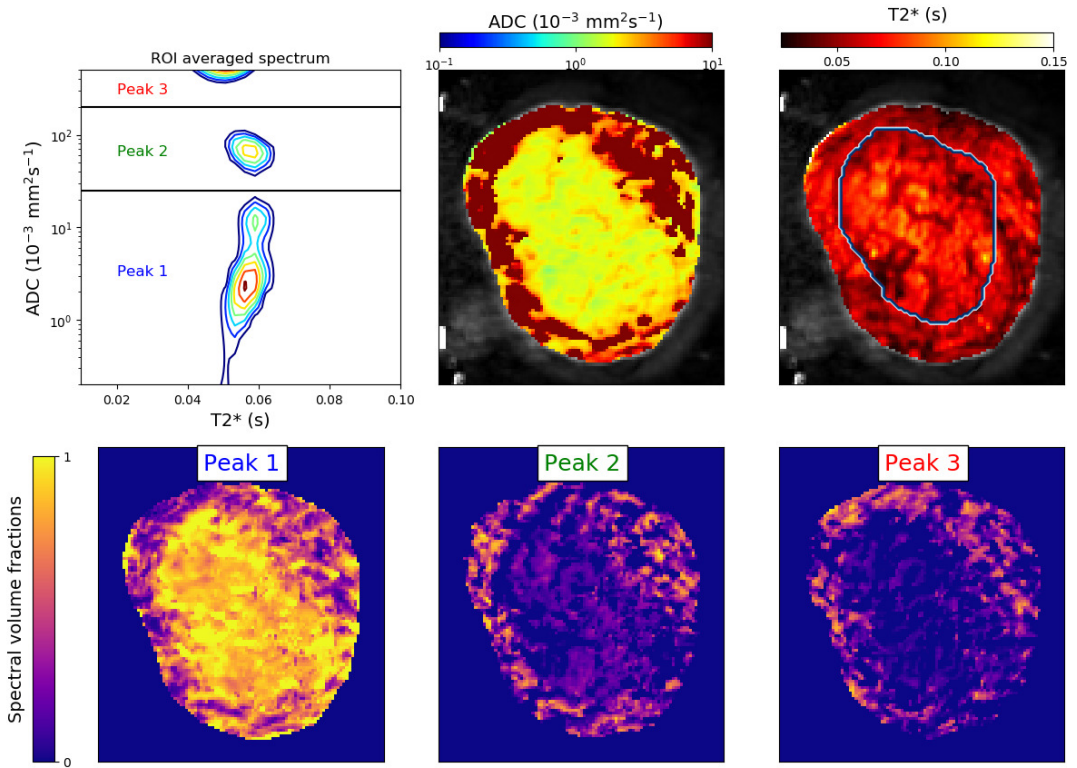 ROI averaged spectrum
Peak 3
Peak 2
Peak 1
10²
10¹
10⁰
ADC (10⁻³ mm²s⁻¹)
0.02 0.04 0.06 0.08 0.10
T2* (s)
ADC (10⁻³ mm²s⁻¹)
10⁻¹ 10⁰ 10¹
T2* (s)
0.05 0.10 0.15
Peak 1
Peak 2
Peak 3
1
0
Spectral volume fractions